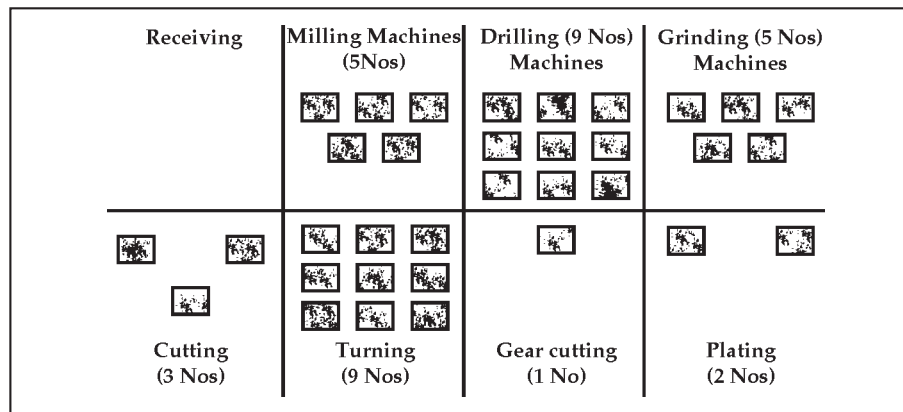 Receiving
Milling Machines
(5Nos)
Drilling (9 Nos)
Machines
Grinding (5 Nos)
Machines
Cutting
(3 Nos)
Turning
(9 Nos)
Gear cutting
(1 No)
Plating
(2 Nos)